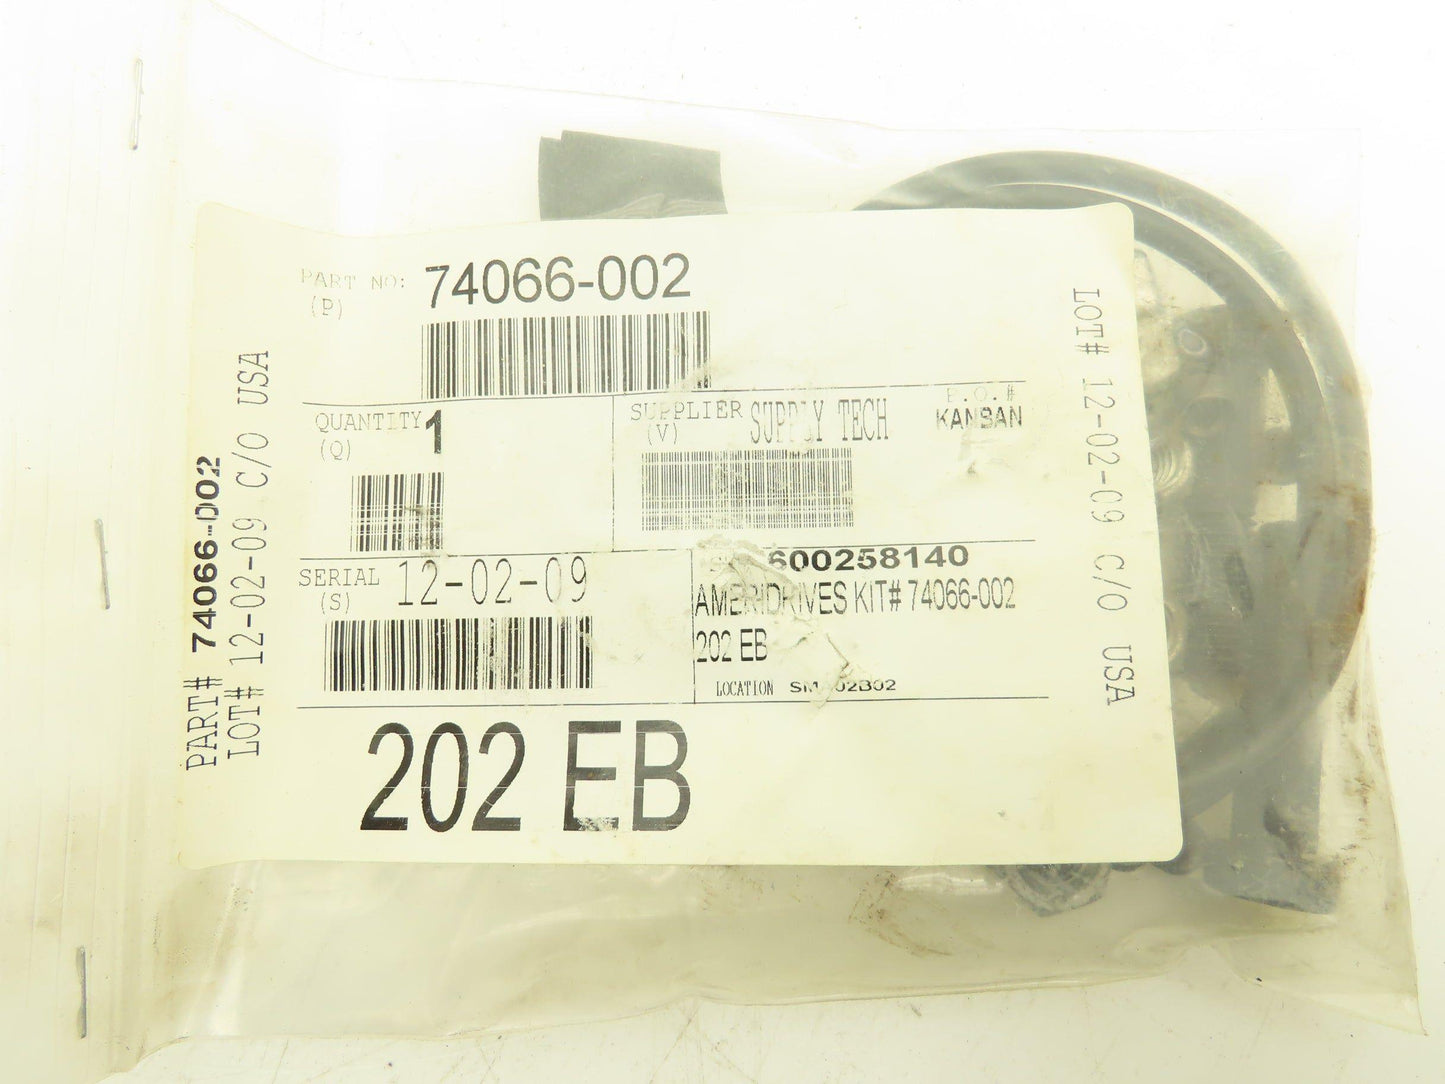 PART NO: 74066-002
(P)
QUANTITY 1
(Q)
SUPPLIER SUPPLY TECH
(V)
P.O.#
KANBAN
SERIAL 12-02-09
(S)
600258140
AMERIDRIVES KIT# 74066-002
202 EB
LOCATION
202 EB
PART# 74066-002
LOT# 12-02-09 C/O USA
LOT# 12-02-09 C/O USA